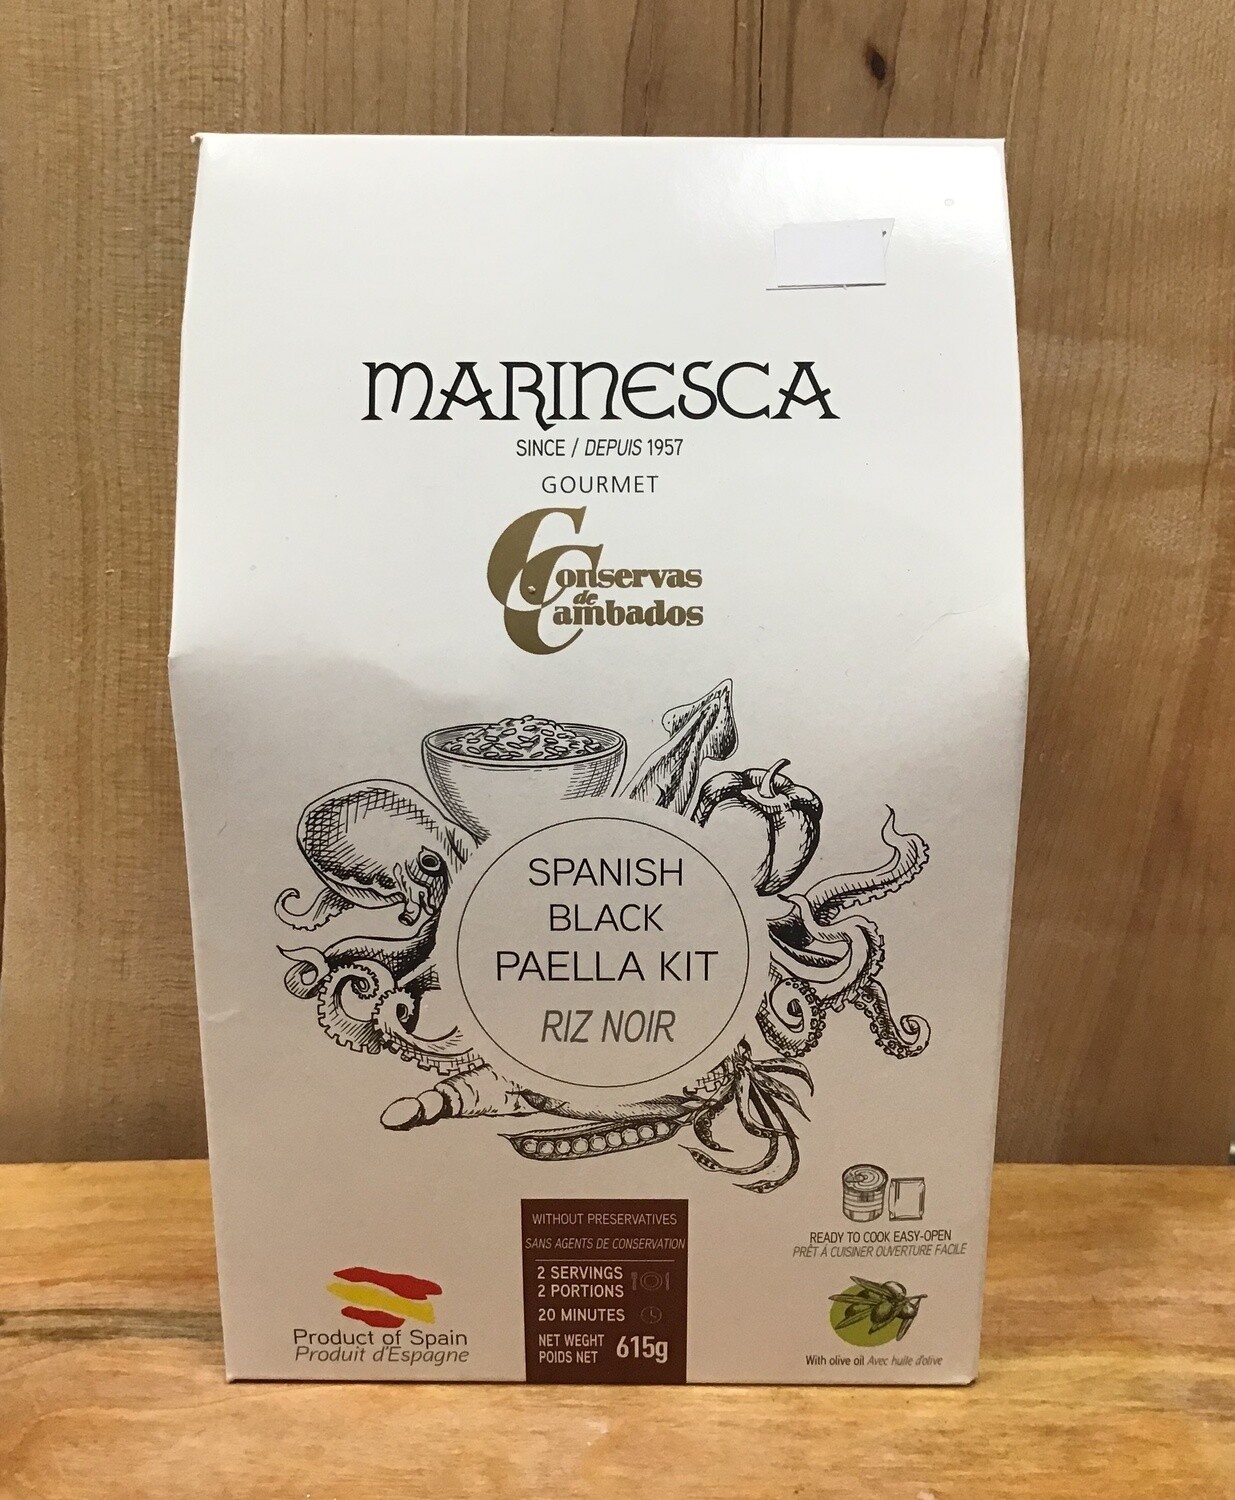 MARINESCA
SINCE / DEPUIS 1957
GOURMET
Conservas
de
Cambados
SPANISH
BLACK
PAELLA KIT
RIZ NOIR
WITHOUT PRESERVATIVES
SANS AGENTS DE CONSERVATION
2 SERVINGS
2 PORTIONS
20 MINUTES
NET WEGHT
POIDS NET
615g
READY TO COOK EASY-OPEN
PRÊT À CUISINER OUVERTURE FACILE
Product of Spain
Produit d'Espagne
With olive oil Avec huile d'olive